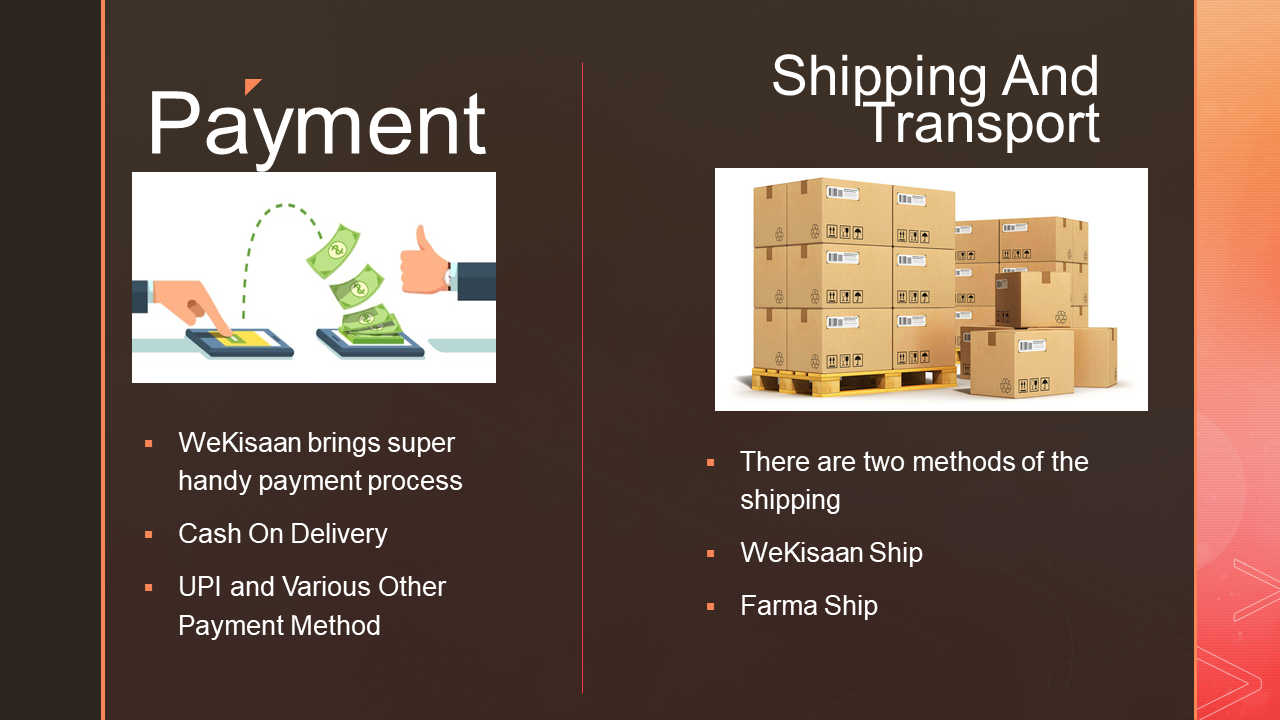 Payment
WeKisaan brings super
handy payment process
Cash On Delivery
UPI and Various Other
Payment Method
Shipping And
Transport
There are two methods of the
shipping
WeKisaan Ship
Farma Ship